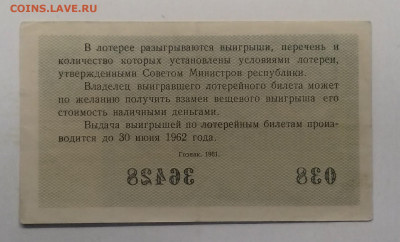 COINS.LAVE.RU
В лотерее разыгрываются выигрыши, перечень и
количество которых установлены условиями лотереи,
утвержденными Советом Министров республики.
Владелец выигравшего лотерейного билета может
по желанию получить взамен вещевого выигрыша его
стоимость наличными деньгами.
Выдача выигрышей по лотерейным билетам произ-
водится до 30 июня 1962 года.
Гознак. 1961.
36428 038